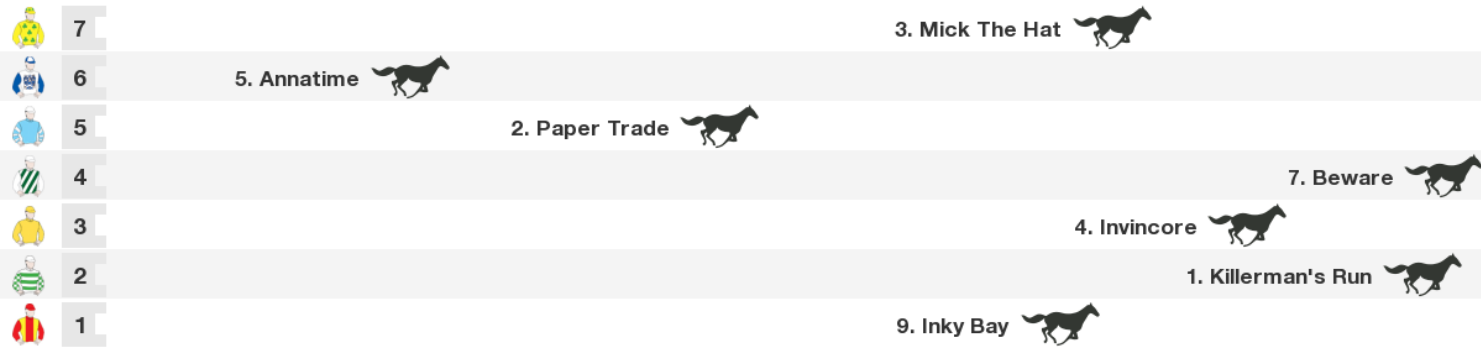 7 3. Mick The Hat
6 5. Annatime
5 2. Paper Trade
4 7. Beware
3 4. Invincore
2 1. Killerman's Run
1 9. Inky Bay